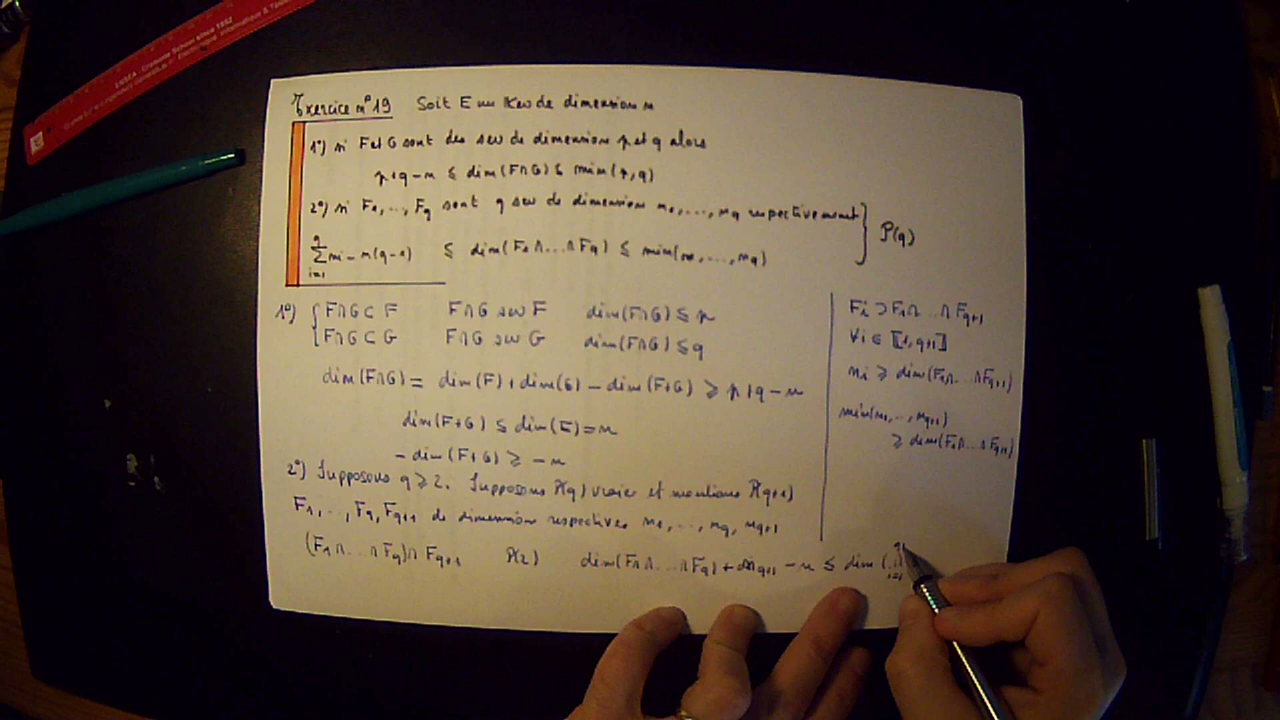 Exercice n°19 Soit E un Kev de dimension n
1°) si F et G sont des sev de dimensions p et q alors
p+q-n ≤ dim(F∩G) ≤ min(p,q)
2°) si F1,..., Fq sont q sev de dimension n1,...,nq respectivement } P(q)
∑_{i=1}^{q} ni - n(q-1) ≤ dim(F1∩...∩Fq) ≤ min(n1,...,nq)
1°) { F∩G ⊂ F F∩G sev F dim(F∩G) ≤ p
F∩G ⊂ G F∩G sev G dim(F∩G) ≤ q
dim(F∩G) = dim(F)+dim(G) - dim(F+G) ≥ p+q-n
dim(F+G) ≤ dim(E)=n
- dim(F+G) ≥ -n
2°) Supposons q ≥ 2. Supposons P(q) vraie et montrons P(q+1)
F1,..., Fq, Fq+1 de dimension respectives n1,...,nq, nq+1
(F1∩...∩Fq)∩Fq+1 P(2) dim(F1∩...∩Fq) + nq+1 - n ≤ dim(∩_{i=1}^{q}
Fi ⊃ F1∩...∩Fq+1
∀i ∈ ⟦1,q+1⟧
ni ≥ dim(F1∩...∩Fq+1)
min(n1,...,nq+1)
≥ dim(F1∩...∩Fq+1)